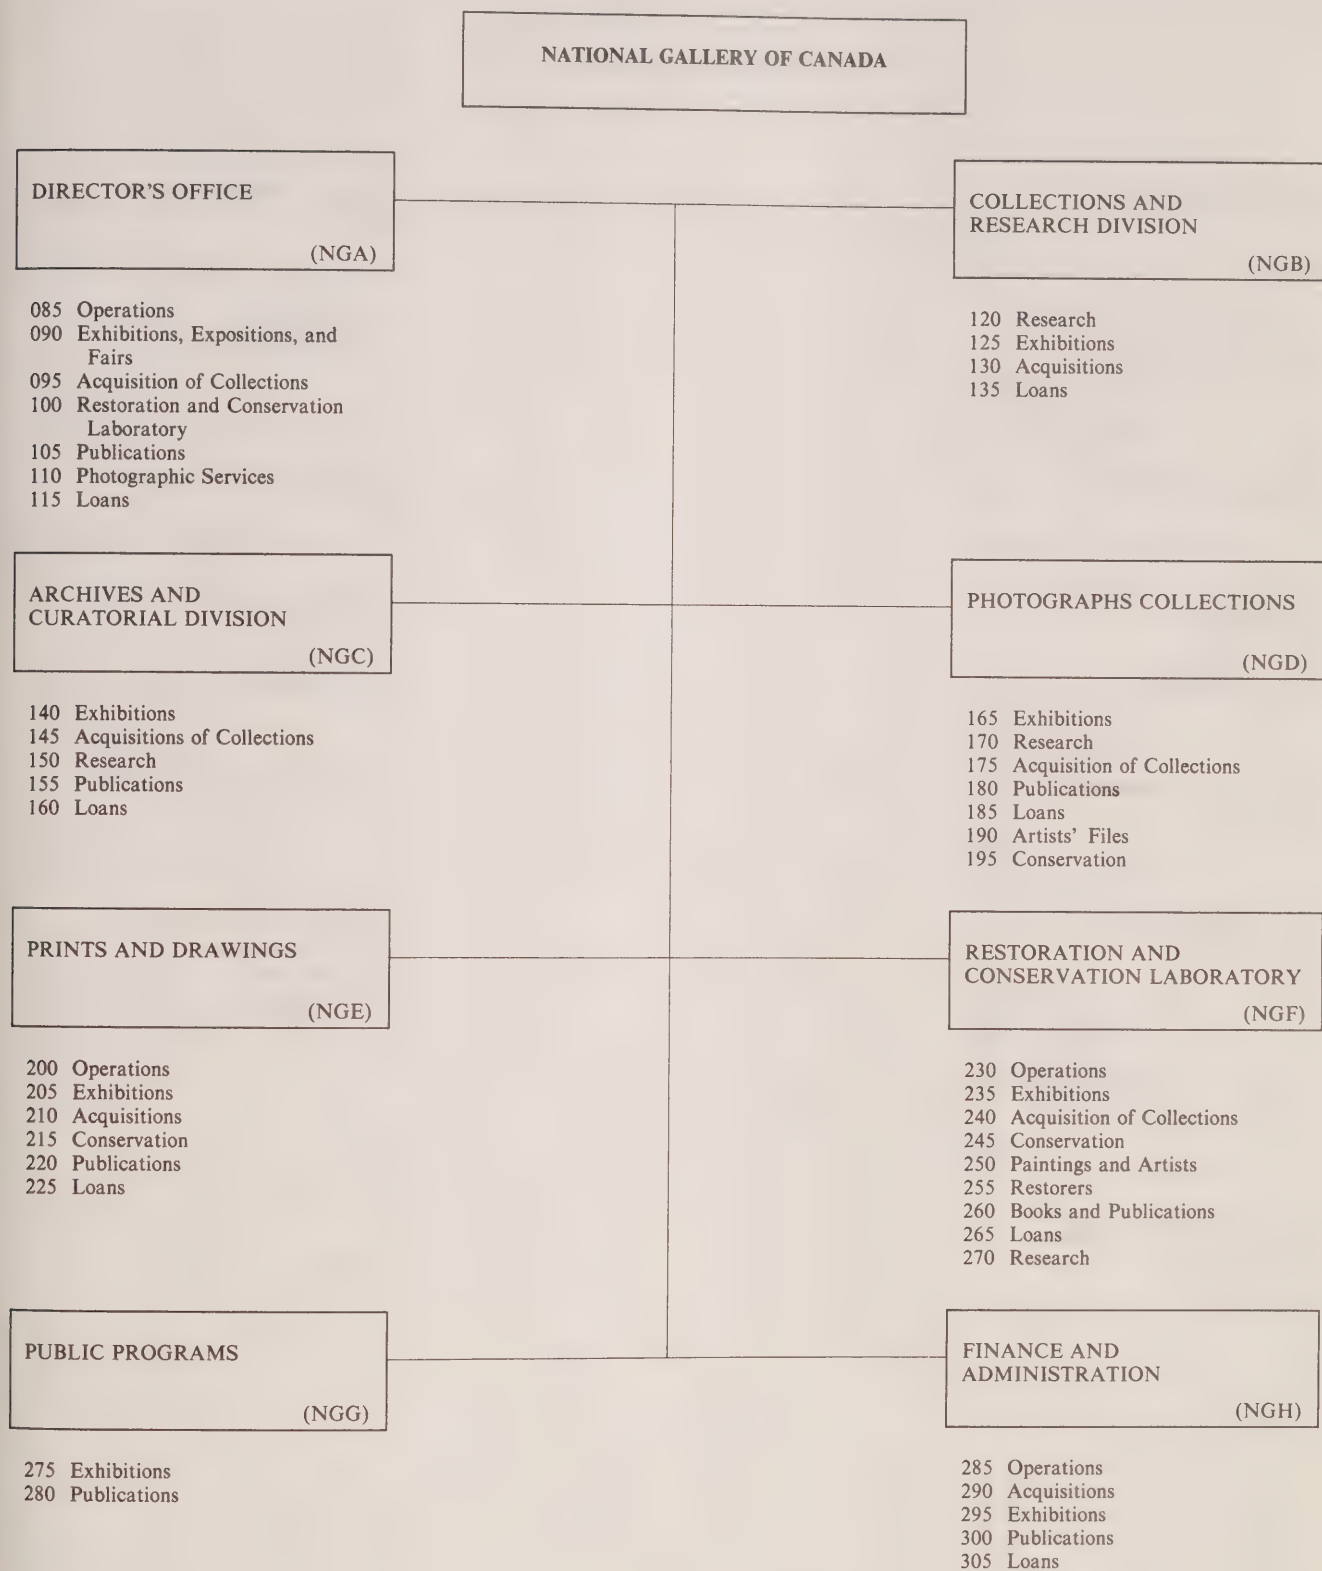 NATIONAL GALLERY OF CANADA
DIRECTOR'S OFFICE
(NGA)
085 Operations
090 Exhibitions, Expositions, and
Fairs
095 Acquisition of Collections
100 Restoration and Conservation
Laboratory
105 Publications
110 Photographic Services
115 Loans
COLLECTIONS AND
RESEARCH DIVISION
(NGB)
120 Research
125 Exhibitions
130 Acquisitions
135 Loans
ARCHIVES AND
CURATORIAL DIVISION
(NGC)
140 Exhibitions
145 Acquisitions of Collections
150 Research
155 Publications
160 Loans
PHOTOGRAPHS COLLECTIONS
(NGD)
165 Exhibitions
170 Research
175 Acquisition of Collections
180 Publications
185 Loans
190 Artists' Files
195 Conservation
PRINTS AND DRAWINGS
(NGE)
200 Operations
205 Exhibitions
210 Acquisitions
215 Conservation
220 Publications
225 Loans
RESTORATION AND
CONSERVATION LABORATORY
(NGF)
230 Operations
235 Exhibitions
240 Acquisition of Collections
245 Conservation
250 Paintings and Artists
255 Restorers
260 Books and Publications
265 Loans
270 Research
PUBLIC PROGRAMS
(NGG)
275 Exhibitions
280 Publications
FINANCE AND
ADMINISTRATION
(NGH)
285 Operations
290 Acquisitions
295 Exhibitions
300 Publications
305 Loans